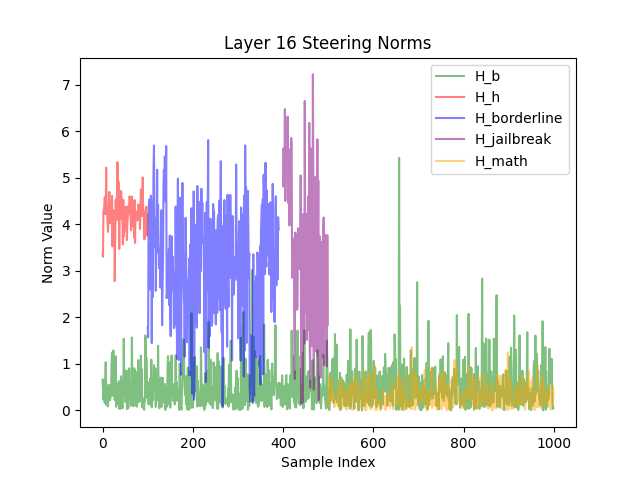 Layer 16 Steering Norms
H_b
H_h
H_borderline
H_jailbreak
H_math
Norm Value
7
6
5
4
3
2
1
0
0 200 400 600 800 1000
Sample Index